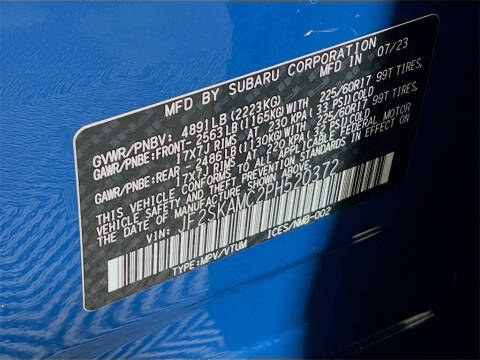 MFD BY SUBARU CORPORATION
MFD IN 07/23
GVWR/PNBV: 4891LB(2223KG)
GAWR/PNBE:FRONT- 2563LB(1165KG)WITH 225/60R17 99T TIRES,
17X7J RIMS AT 230 KPA(33 PSI)COLD
GAWR/PNBE:REAR - 2486LB(1130KG)WITH 225/60R17 99T TIRES,
17X7J RIMS AT 220 KPA(32 PSI)COLD
THIS VEHICLE CONFORMS TO ALL APPLICABLE FEDERAL MOTOR
VEHICLE SAFETY AND THEFT PREVENTION STANDARDS IN EFFECT ON
THE DATE OF MANUFACTURE SHOWN ABOVE.
VIN: JF2SKAMC2PH526372
TYPE:MPV/VTUM ICES/NMB-002